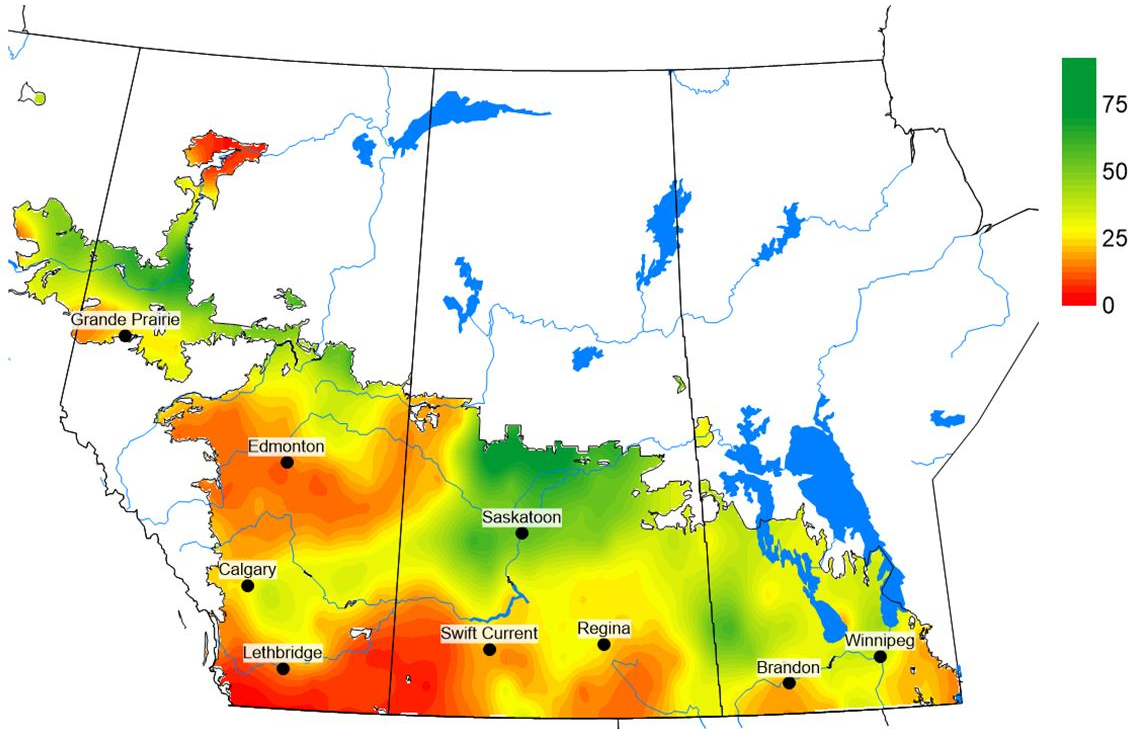 75
50
25
0
Grande Prairie
Edmonton
Saskatoon
Calgary
Swift Current
Regina
Lethbridge
Winnipeg
Brandon